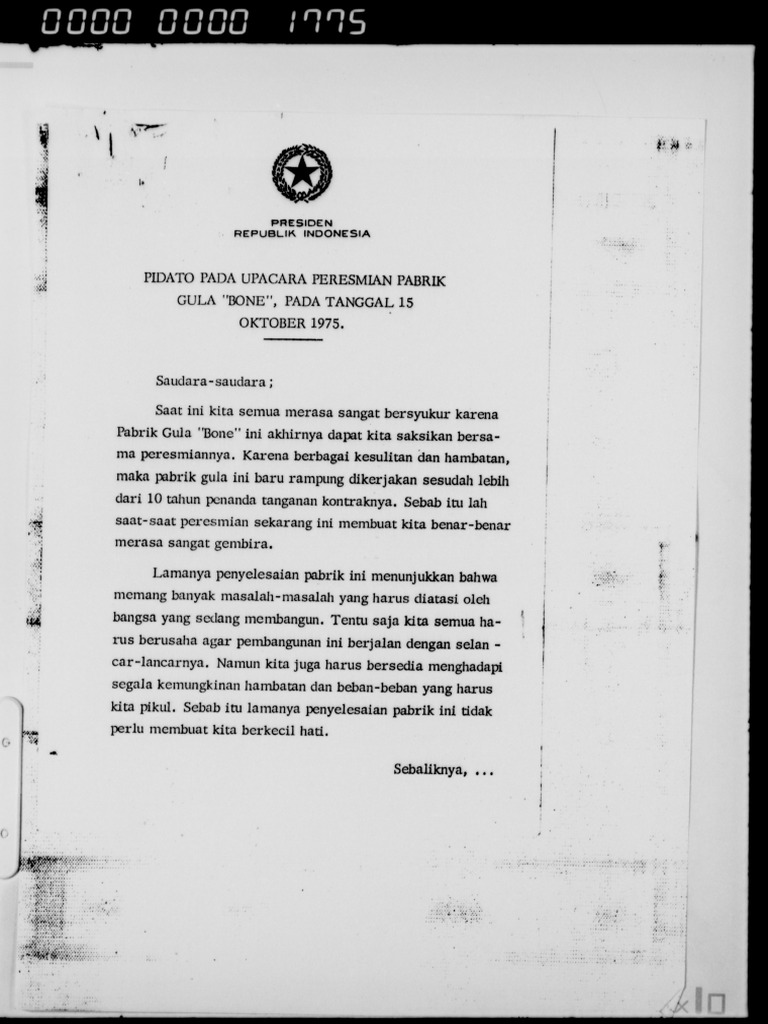 0000 0000 1775
PRESIDEN
REPUBLIK INDONESIA
PIDATO PADA UPACARA PERESMIAN PABRIK
GULA "BONE", PADA TANGGAL 15
OKTOBER 1975.
Saudara-saudara ;
Saat ini kita semua merasa sangat bersyukur karena
Pabrik Gula "Bone" ini akhirnya dapat kita saksikan bersa-
ma peresmiannya. Karena berbagai kesulitan dan hambatan,
maka pabrik gula ini baru rampung dikerjakan sesudah lebih
dari 10 tahun penanda tanganan kontraknya. Sebab itu lah
saat-saat peresmian sekarang ini membuat kita benar-benar
merasa sangat gembira.
Lamanya penyelesaian pabrik ini menunjukkan bahwa
memang banyak masalah-masalah yang harus diatasi oleh
bangsa yang sedang membangun. Tentu saja kita semua ha-
rus berusaha agar pembangunan ini berjalan dengan selan -
car-lancarnya. Namun kita juga harus bersedia menghadapi
segala kemungkinan hambatan dan beban-beban yang harus
kita pikul. Sebab itu lamanya penyelesaian pabrik ini tidak
perlu membuat kita berkecil hati.
Sebaliknya, ...